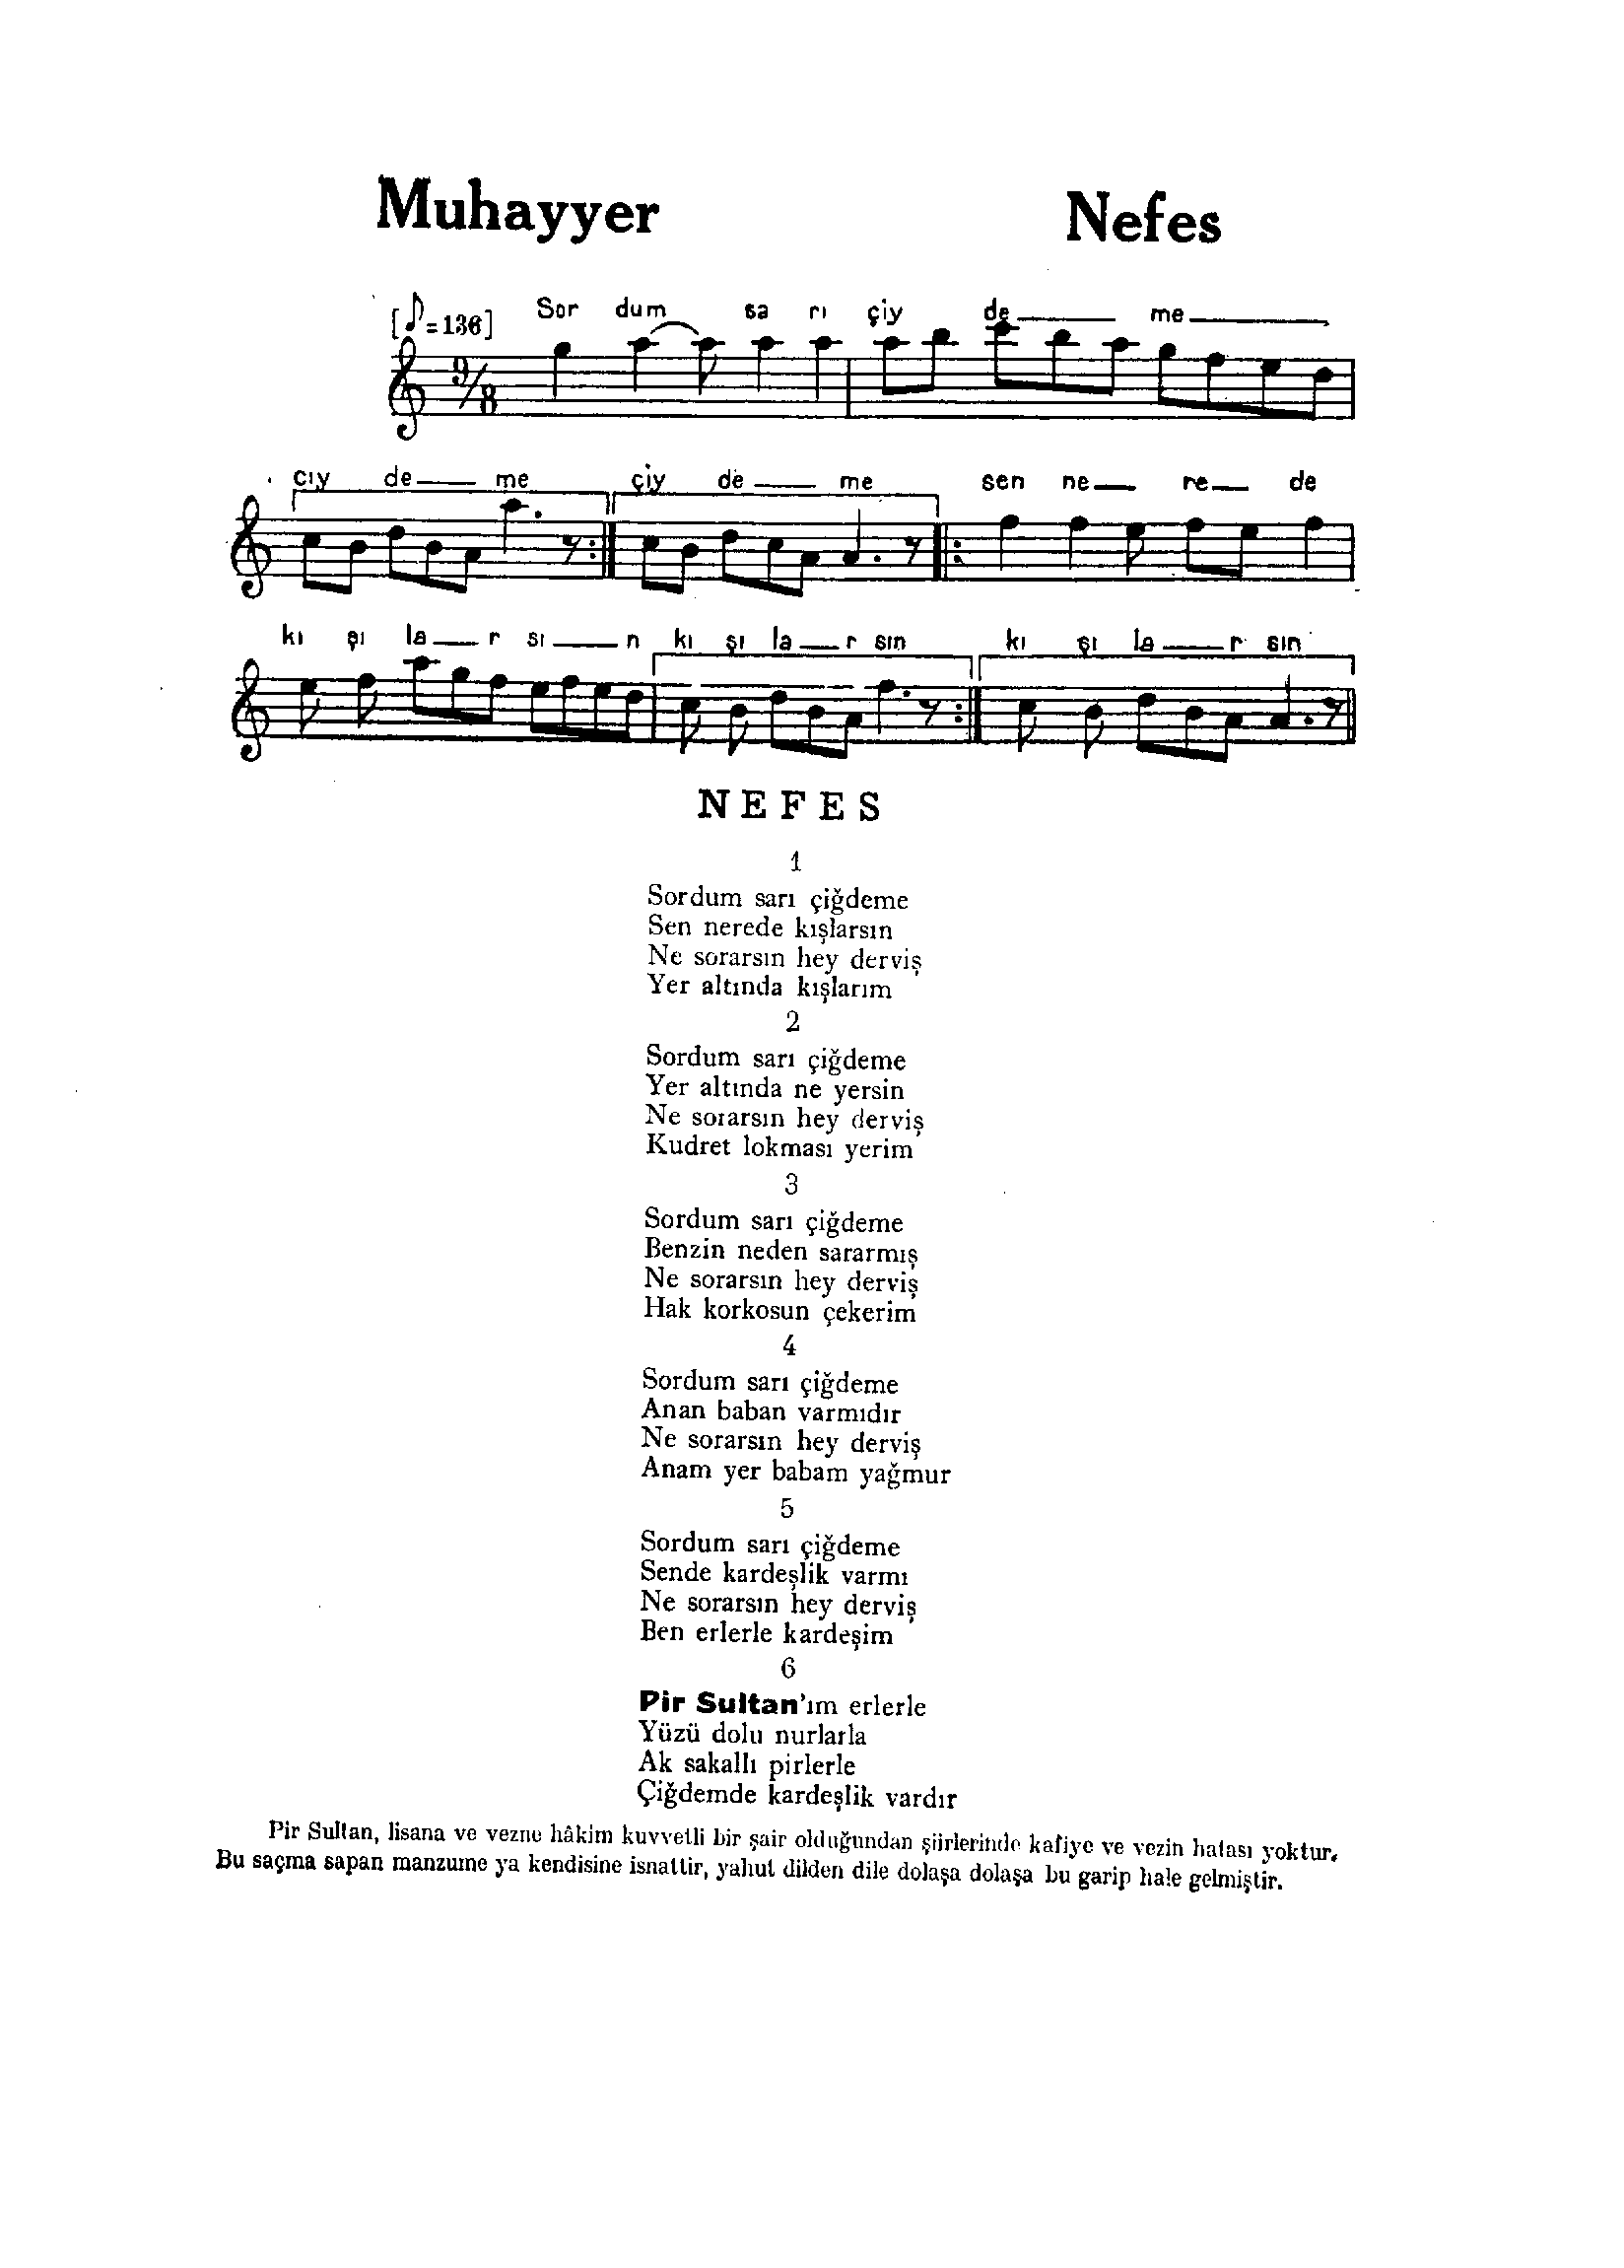 Muhayyer Nefes
[♪=136] Sor dum sa rı çiy de me
9/8
çıy de me çiy de me sen ne re de
kı şı la r sı n kı şı la r sın kı şı la r sın
NEFES
1
Sordum sarı çiğdeme
Sen nerede kışlarsın
Ne sorarsın hey derviş
Yer altında kışlarım
2
Sordum sarı çiğdeme
Yer altında ne yersin
Ne sorarsın hey derviş
Kudret lokması yerim
3
Sordum sarı çiğdeme
Benzin neden sararmış
Ne sorarsın hey derviş
Hak korkosun çekerim
4
Sordum sarı çiğdeme
Anan baban varmıdır
Ne sorarsın hey derviş
Anam yer babam yağmur
5
Sordum sarı çiğdeme
Sende kardeşlik varmı
Ne sorarsın hey derviş
Ben erlerle kardeşim
6
Pir Sultan'ım erlerle
Yüzü dolu nurlarla
Ak sakallı pirlerle
Çiğdemde kardeşlik vardır
Pir Sultan, lisana ve vezne hâkim kuvvetli bir şair olduğundan şiirlerinde kafiye ve vezin hatası yoktur.
Bu saçma sapan manzume ya kendisine isnattir, yahut dilden dile dolaşa dolaşa bu garip hale gelmiştir.